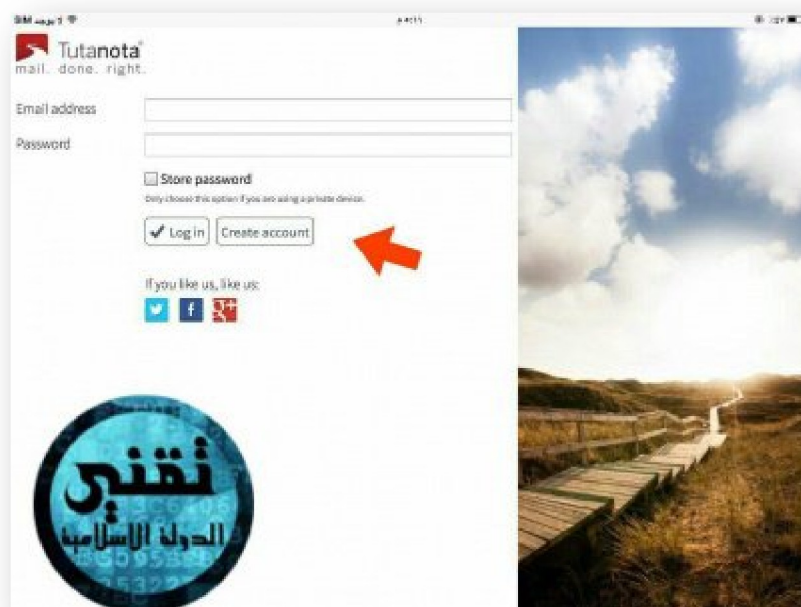 Tutanota
mail. done. right.
Email address
Password
Store password
Only choose this option if you are using a private device.
Log in
Create account
If you like us, like us:
تقني
الدولة الاسلامية